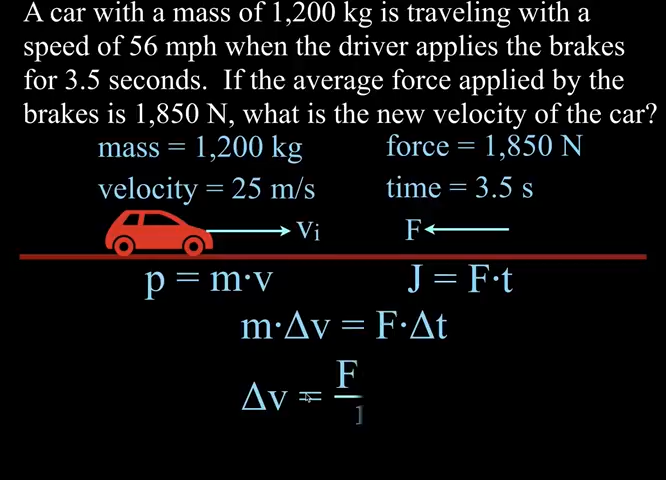 A car with a mass of 1,200 kg is traveling with a
speed of 56 mph when the driver applies the brakes
for 3.5 seconds.  If the average force applied by the
brakes is 1,850 N, what is the new velocity of the car?
mass = 1,200 kg
force = 1,850 N
velocity = 25 m/s
time = 3.5 s
vᵢ
F
p = m·v
J = F·t
m·Δv = F·Δt
Δv = F